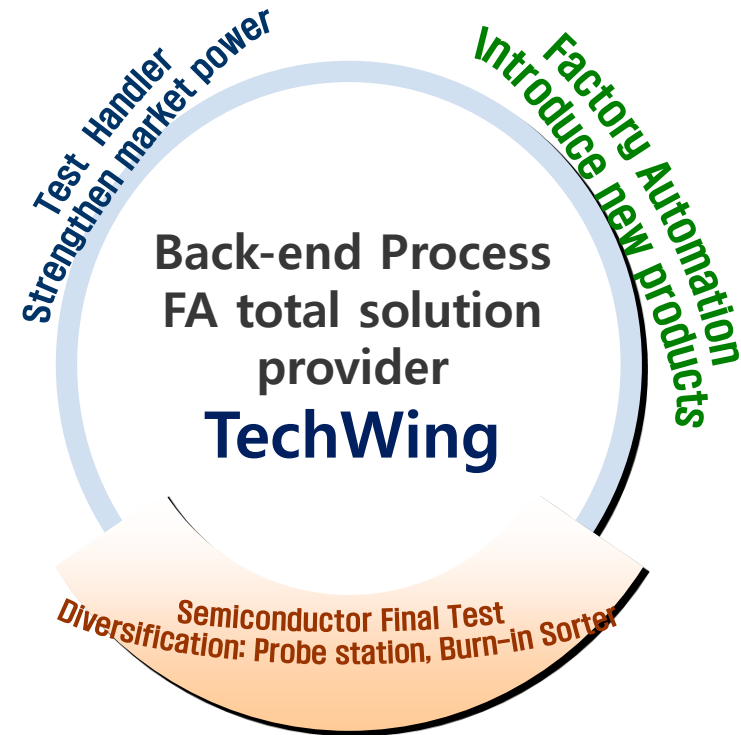 Test Handler
Strengthen market power
Factory Automation
Introduce new products
Back-end Process
FA total solution
provider
TechWing
Semiconductor Final Test
Diversification: Probe station, Burn-in Sorter